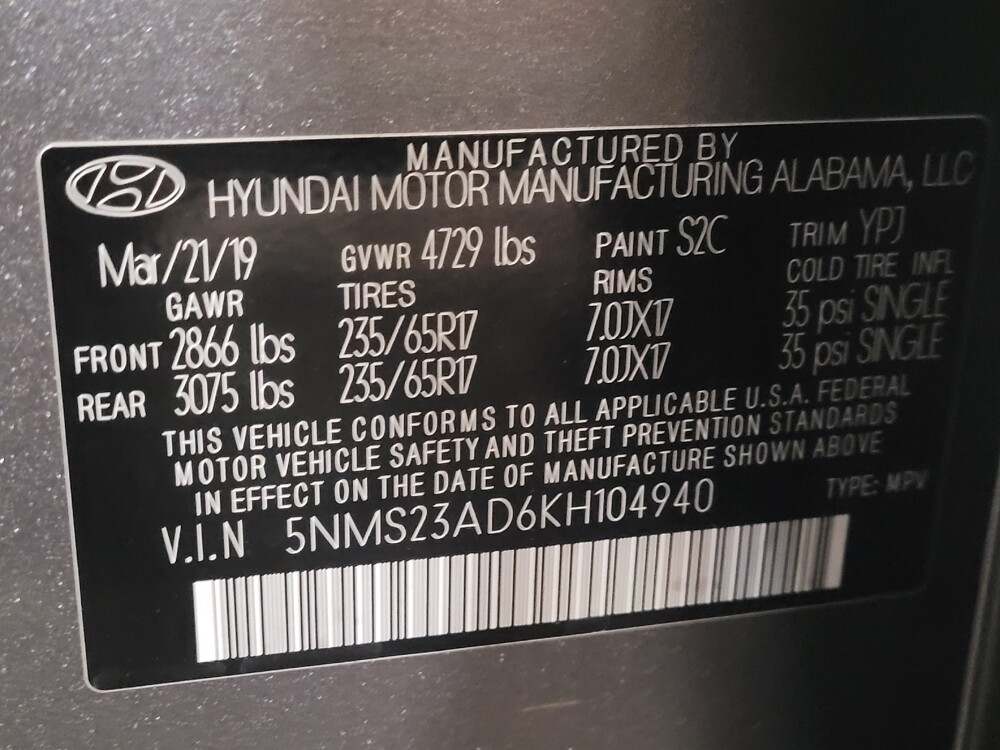 MANUFACTURED BY
HYUNDAI MOTOR MANUFACTURING ALABAMA, LLC
Mar/21/19 GVWR 4729 lbs PAINT S2C TRIM YPJ
GAWR TIRES RIMS COLD TIRE INFL
FRONT 2866 lbs 235/65R17 7.0JX17 35 psi SINGLE
REAR 3075 lbs 235/65R17 7.0JX17 35 psi SINGLE
THIS VEHICLE CONFORMS TO ALL APPLICABLE U.S.A. FEDERAL
MOTOR VEHICLE SAFETY AND THEFT PREVENTION STANDARDS
IN EFFECT ON THE DATE OF MANUFACTURE SHOWN ABOVE
V.I.N 5NMS23AD6KH104940 TYPE: MPV